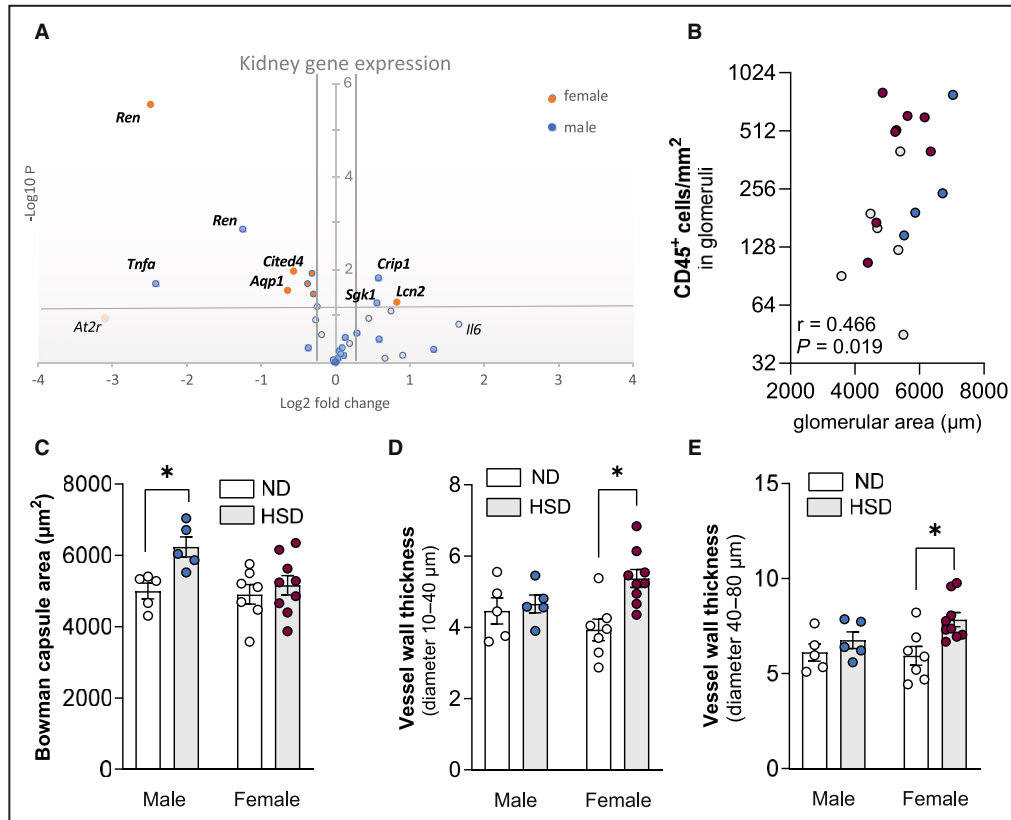 A
Kidney gene expression
6
4
2
-Log10 P
female
male
Ren
Ren
Tnfa
Cited4
Aqp1
At2r
Crip1
Sgk1
Lcn2
Il6
-4 -3 -2 -1 0 1 2 3 4
Log2 fold change
B
1024
512
256
128
64
32
CD45+ cells/mm2
in glomeruli
r = 0.466
P = 0.019
2000 4000 6000 8000
glomerular area (µm)
C
Bowman capsule area (µm2)
8000
6000
4000
2000
0
*
ND
HSD
Male Female
D
Vessel wall thickness
(diameter 10–40 µm)
8
6
4
2
0
ND
HSD
*
Male Female
E
Vessel wall thickness
(diameter 40–80 µm)
15
10
5
0
ND
HSD
*
Male Female